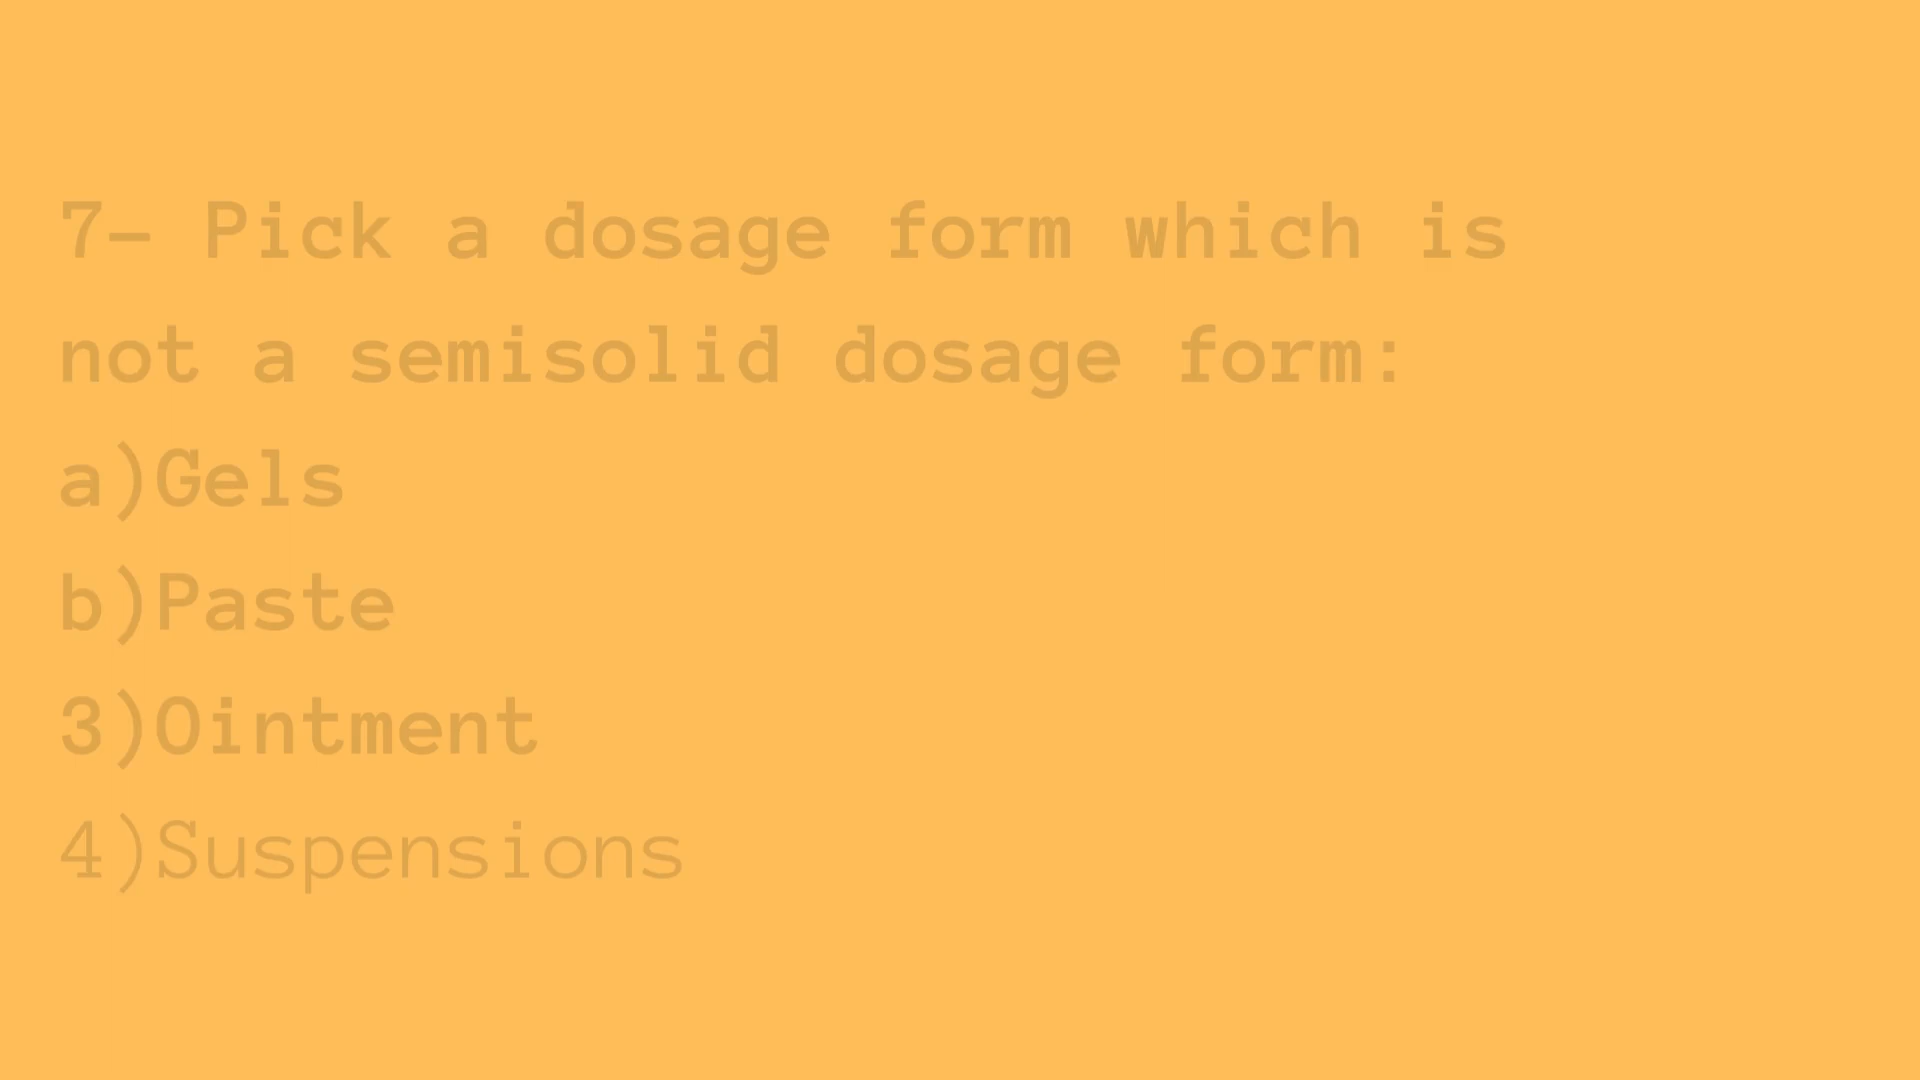 7- Pick a dosage form which is
not a semisolid dosage form:
a)Gels
b)Paste
3)Ointment
4)Suspensions